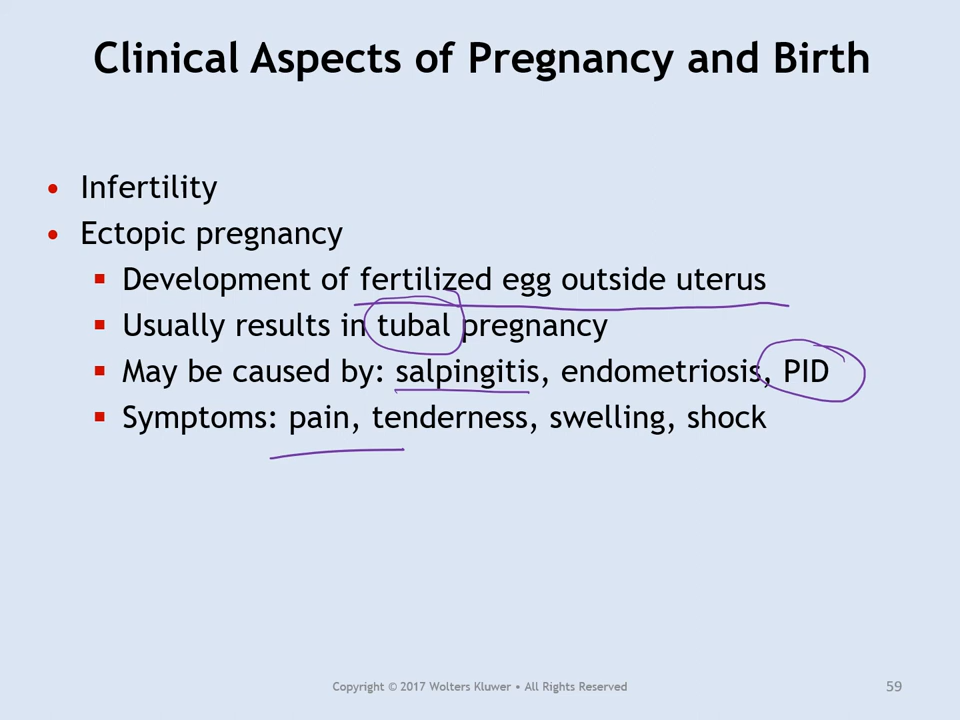 Clinical Aspects of Pregnancy and Birth
• Infertility
• Ectopic pregnancy
▪ Development of fertilized egg outside uterus
▪ Usually results in tubal pregnancy
▪ May be caused by: salpingitis, endometriosis, PID
▪ Symptoms: pain, tenderness, swelling, shock
Copyright © 2017 Wolters Kluwer • All Rights Reserved
59